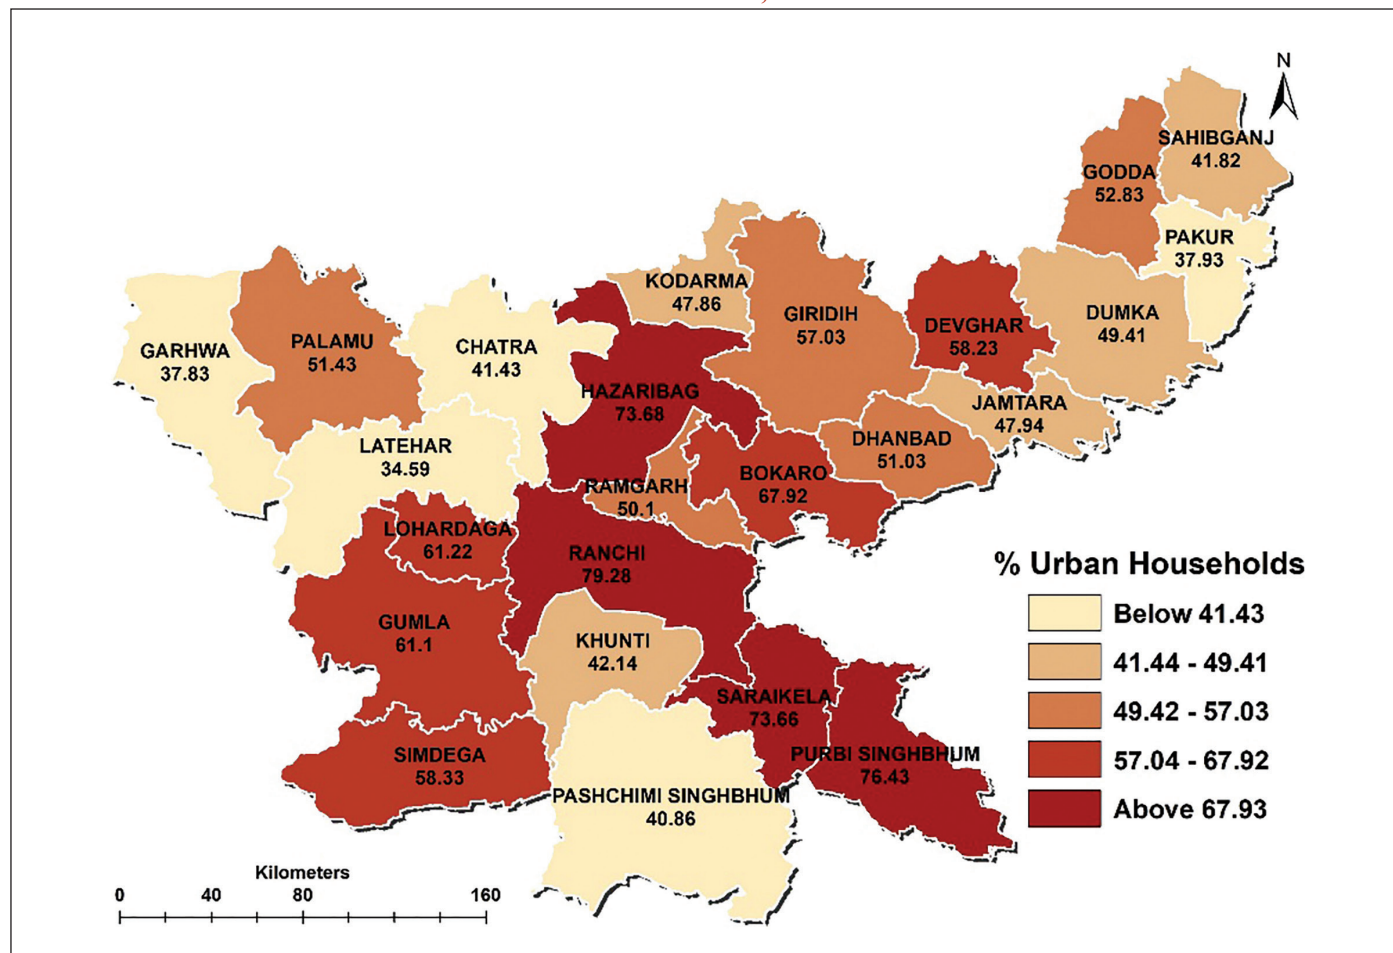 N
SAHIBGANJ
41.82
GODDA
52.83
PAKUR
37.93
KODARMA
47.86
GIRIDIH
57.03
DEVGHAR
58.23
DUMKA
49.41
GARHWA
37.83
PALAMU
51.43
CHATRA
41.43
HAZARIBAG
73.68
JAMTARA
47.94
LATEHAR
34.59
DHANBAD
51.03
BOKARO
67.92
RAMGARH
50.1
LOHARDAGA
61.22
RANCHI
79.28
GUMLA
61.1
KHUNTI
42.14
SARAIKELA
73.66
SIMDEGA
58.33
PURBI SINGHBHUM
76.43
PASHCHIMI SINGHBHUM
40.86
% Urban Households
Below 41.43
41.44 - 49.41
49.42 - 57.03
57.04 - 67.92
Above 67.93
Kilometers
0 40 80 160